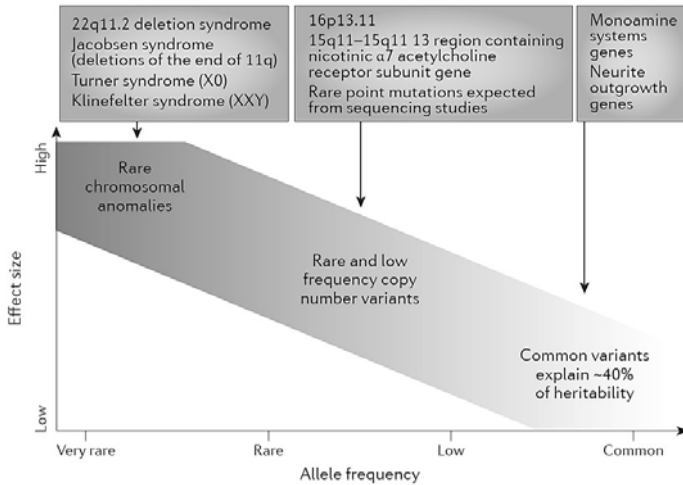 22q11.2 deletion syndrome
Jacobsen syndrome
(deletions of the end of 11q)
Turner syndrome (X0)
Klinefelter syndrome (XXY)
16p13.11
15q11–15q11 13 region containing
nicotinic α7 acetylcholine
receptor subunit gene
Rare point mutations expected
from sequencing studies
Monoamine
systems
genes
Neurite
outgrowth
genes
High
Effect size
Low
Rare
chromosomal
anomalies
Rare and low
frequency copy
number variants
Common variants
explain ~40%
of heritability
Very rare
Rare
Low
Common
Allele frequency